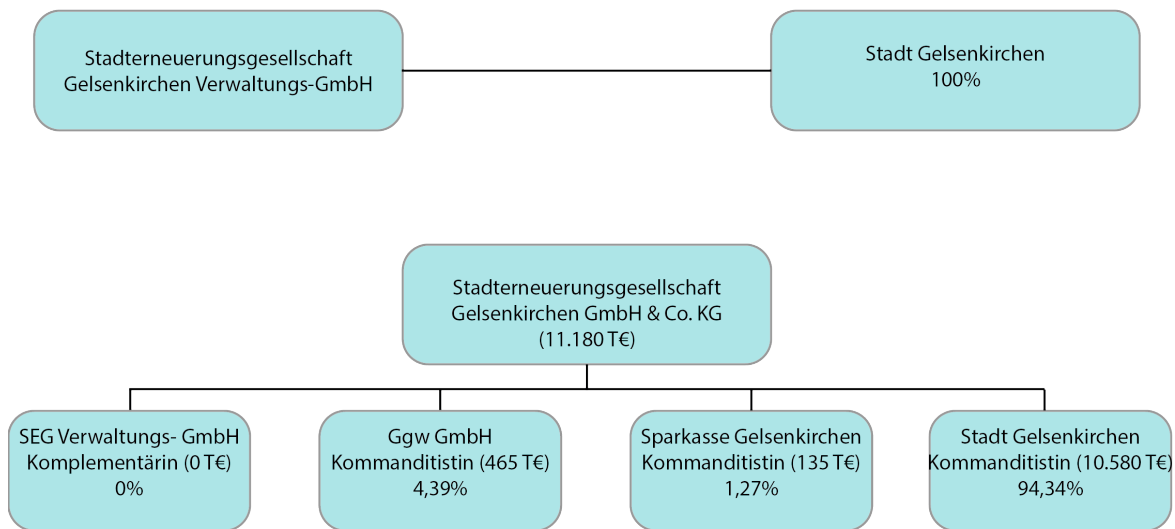 Stadterneuerungsgesellschaft
Gelsenkirchen Verwaltungs-GmbH
Stadt Gelsenkirchen
100%
Stadterneuerungsgesellschaft
Gelsenkirchen GmbH & Co. KG
(11.180 T€)
SEG Verwaltungs- GmbH
Komplementärin (0 T€)
0%
Ggw GmbH
Kommanditistin (465 T€)
4,39%
Sparkasse Gelsenkirchen
Kommanditistin (135 T€)
1,27%
Stadt Gelsenkirchen
Kommanditistin (10.580 T€)
94,34%